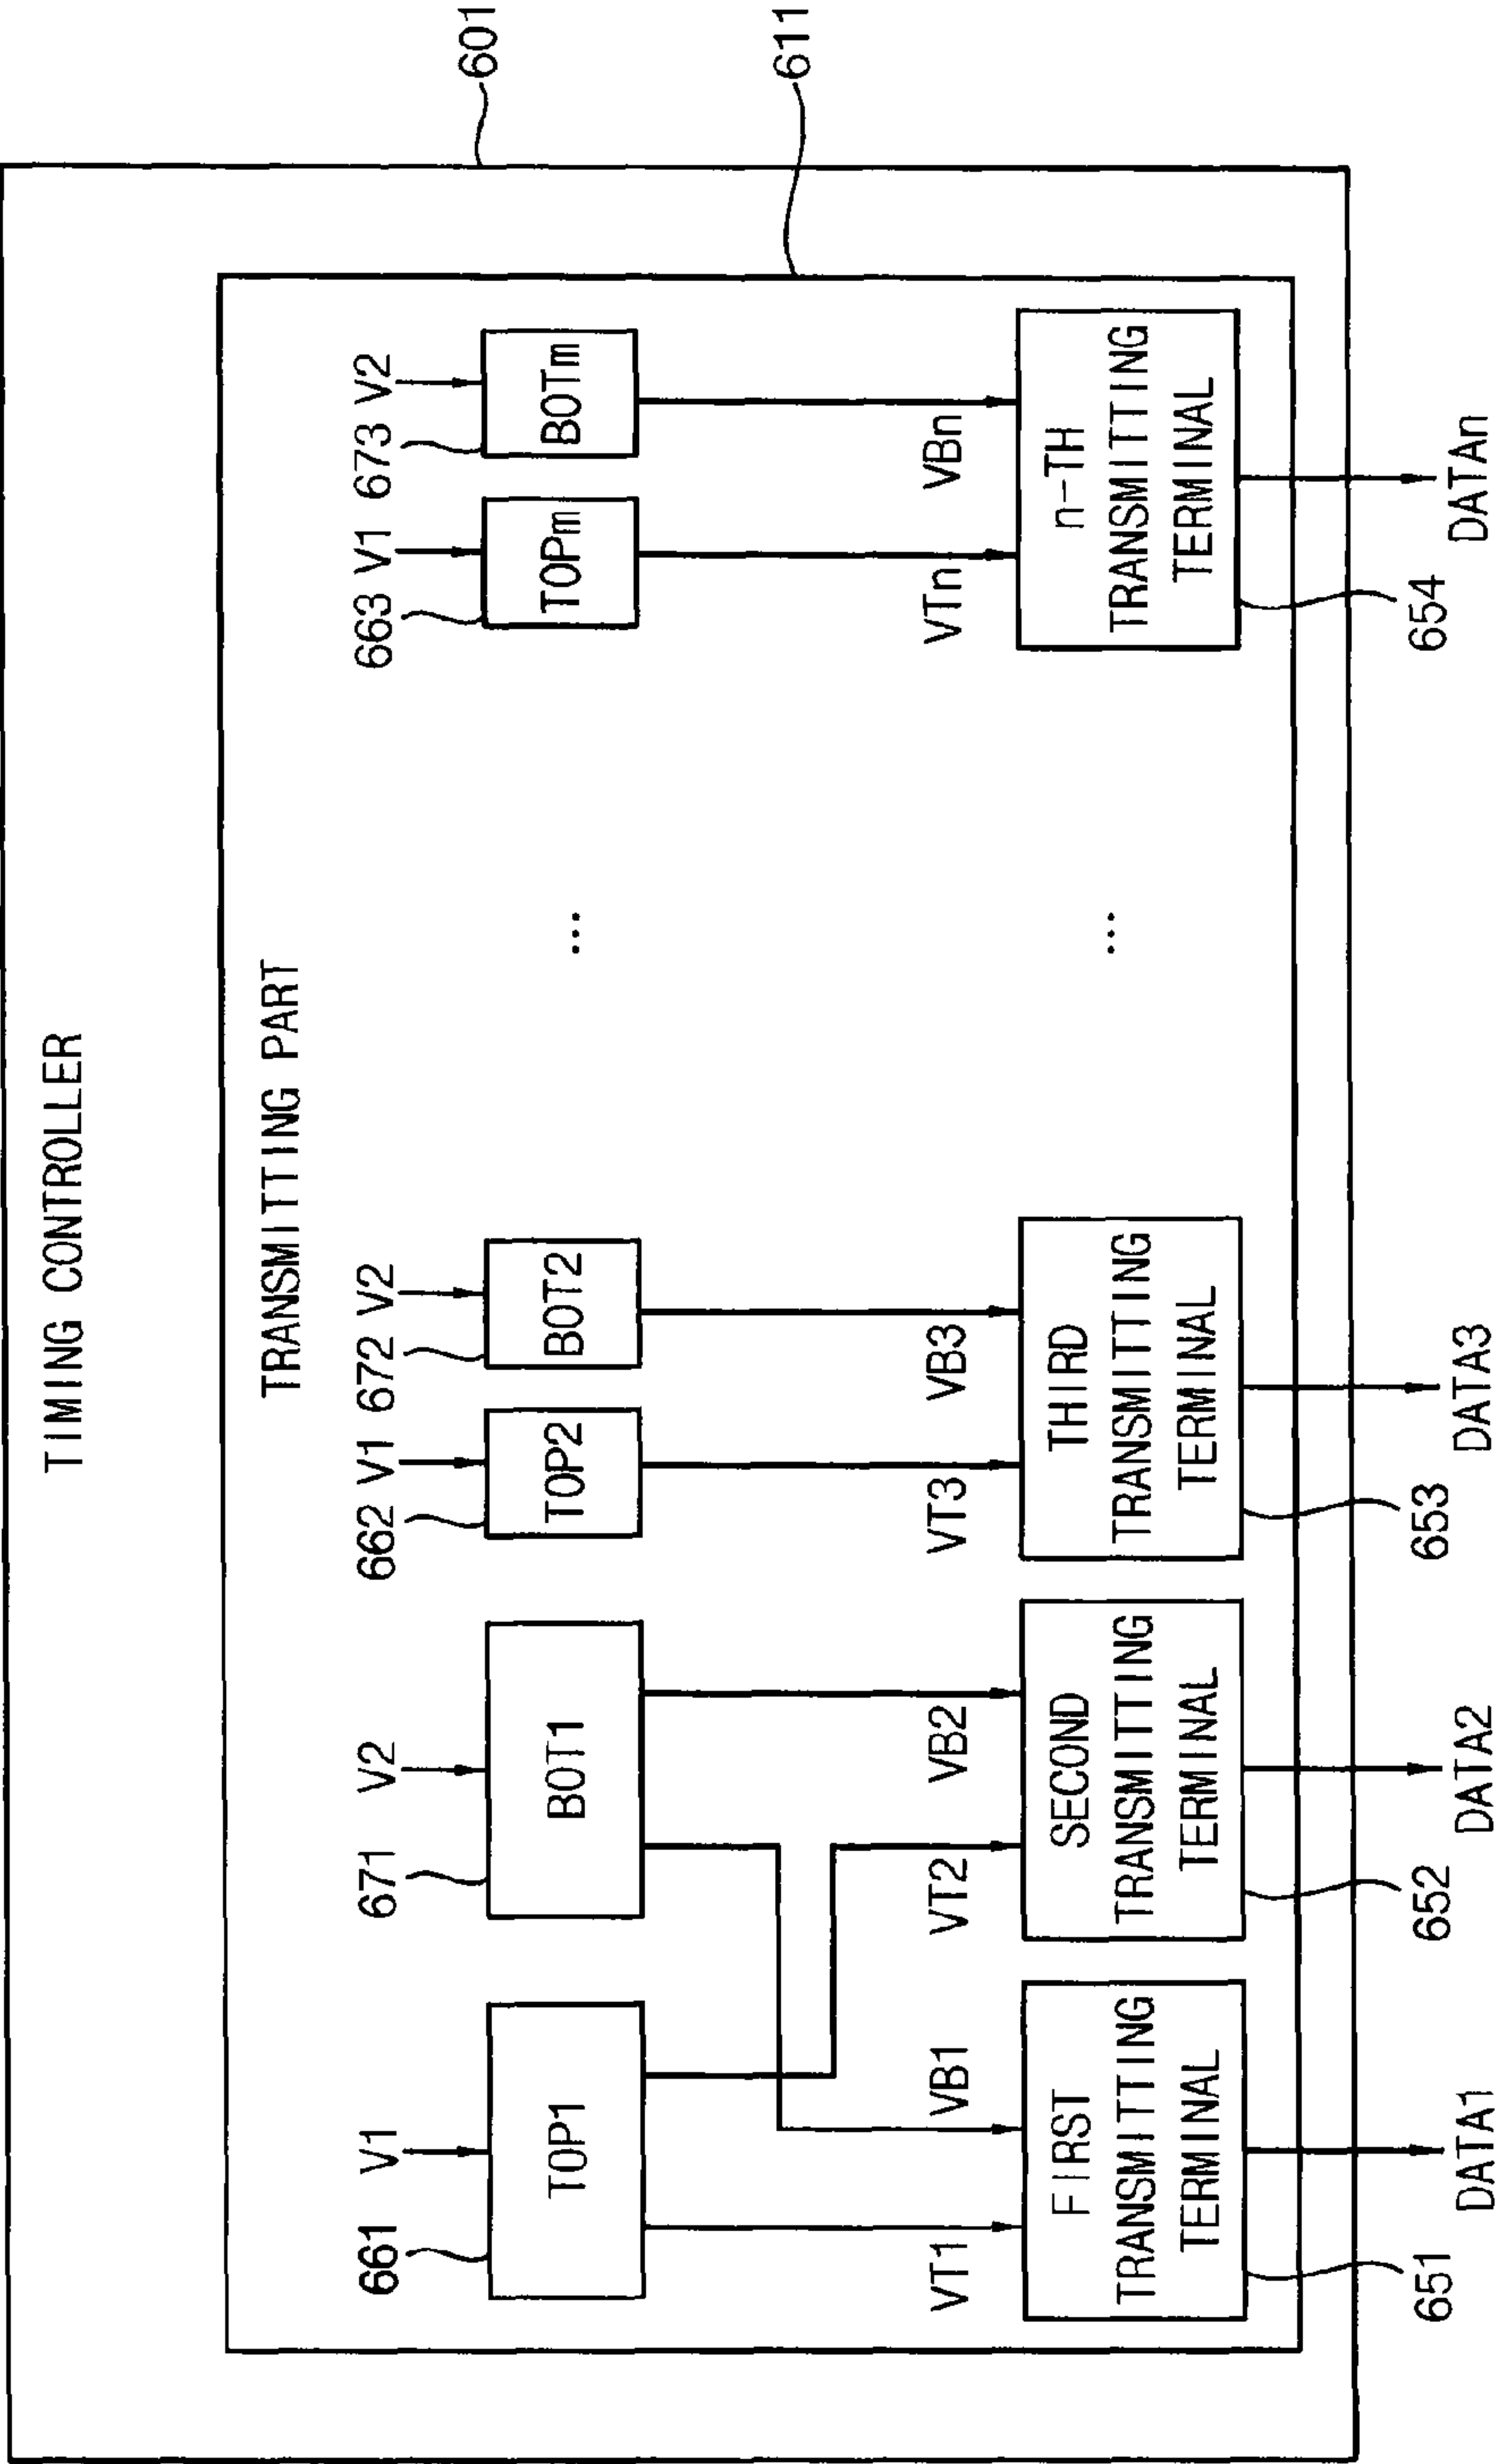 TIMING CONTROLLER
601
TRANSMITTING PART
611
661
V1
671
V2
662
V1
672
V2
663
V1
673
V2
TOP1
BOT1
TOP2
BOT2
...
TOPm
BOTm
VT1
VB1
VT2
VB2
VT3
VB3
VTn
VBn
FIRST
TRANSMITTING
TERMINAL
SECOND
TRANSMITTING
TERMINAL
THIRD
TRANSMITTING
TERMINAL
...
n-TH
TRANSMITTING
TERMINAL
651
DATA1
652
DATA2
653
DATA3
654
DATAn